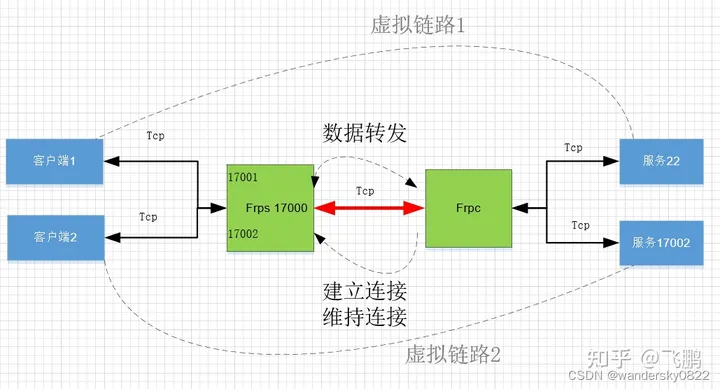 虚拟链路1
Tcp
数据转发
Tcp
客户端1
17001
Tcp
服务22
Frps 17000
Frpc
Tcp
Tcp
客户端2
17002
服务17002
建立连接
维持连接
虚拟链路2
知乎 @飞鹏
CSDN @wandersky0822